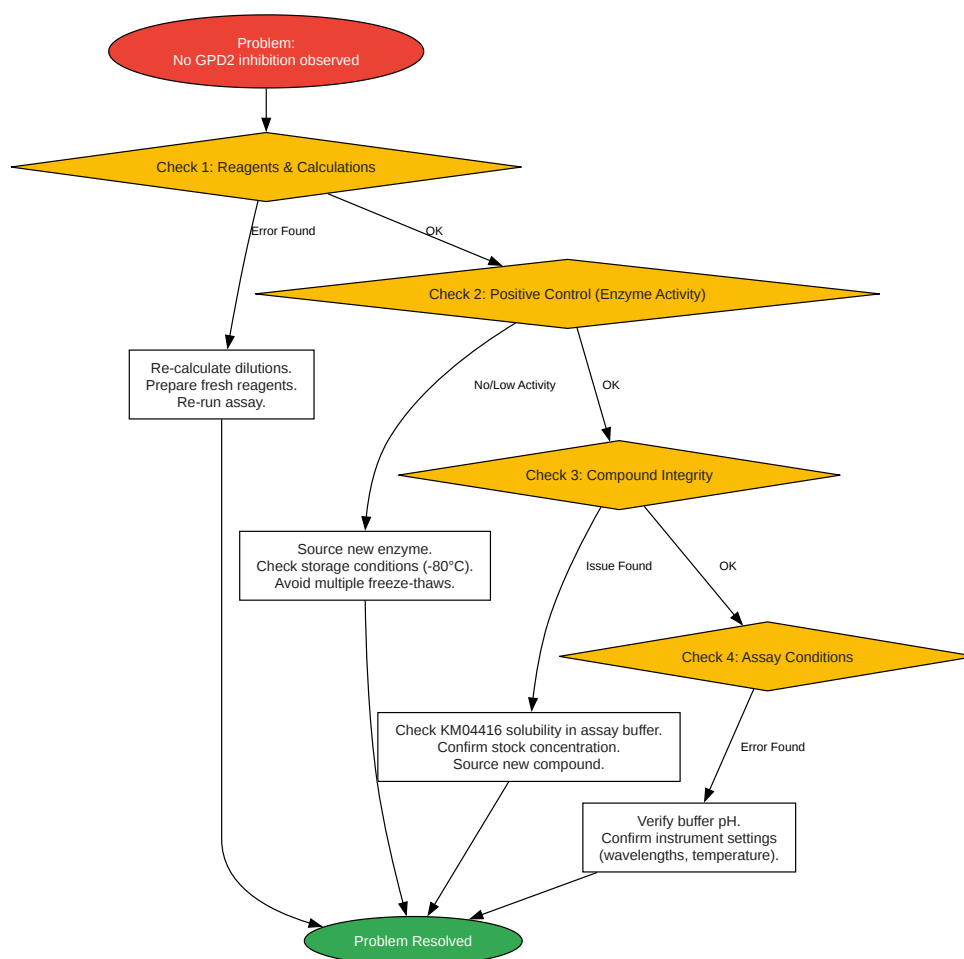 Problem:
No GPD2 inhibition observed
Check 1: Reagents & Calculations
Error Found
OK
Check 2: Positive Control (Enzyme Activity)
Re-calculate dilutions.
Prepare fresh reagents.
Re-run assay.
No/Low Activity
OK
Check 3: Compound Integrity
Source new enzyme.
Check storage conditions (-80°C).
Avoid multiple freeze-thaws.
Issue Found
OK
Check 4: Assay Conditions
Check KM04416 solubility in assay buffer.
Confirm stock concentration.
Source new compound.
Error Found
Verify buffer pH.
Confirm instrument settings
(wavelengths, temperature).
Problem Resolved